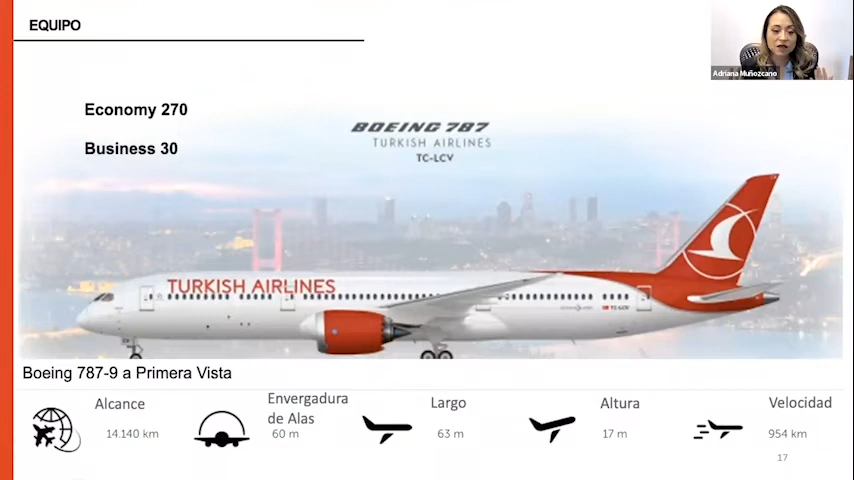 EQUIPO
Adriana Muñozcano
Economy 270
Business 30
BOEING 787
TURKISH AIRLINES
TC-LCV
TURKISH AIRLINES
Boeing 787-9 a Primera Vista
Alcance
14.140 km
Envergadura
de Alas
60 m
Largo
63 m
Altura
17 m
Velocidad
954 km
17